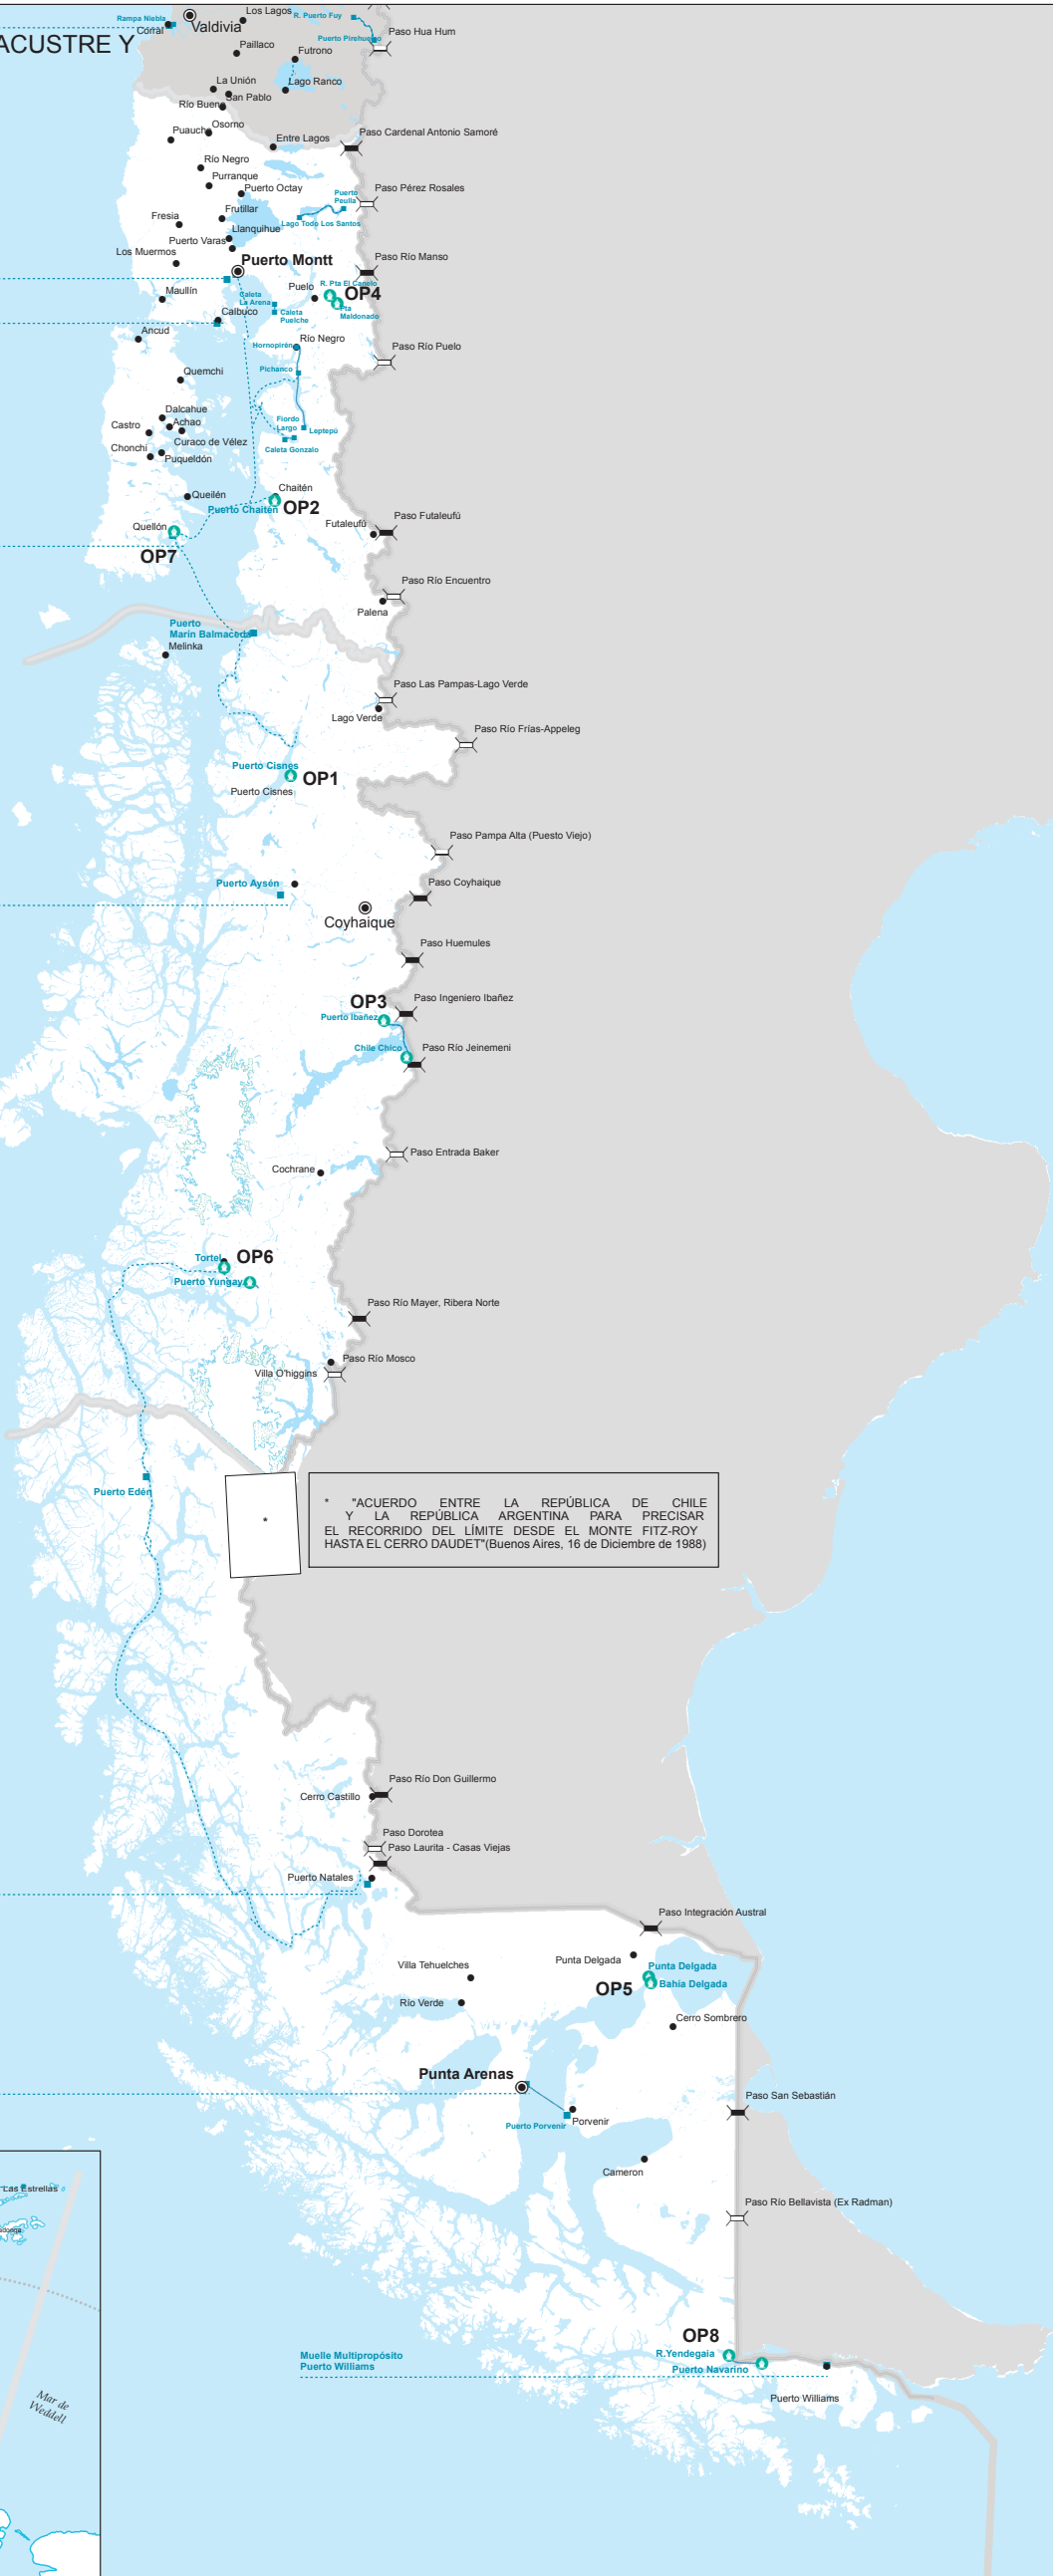 Rampa Niebla
Corral
Valdivia
Los Lagos
R. Puerto Fuy
Puerto Pirehueico
Paso Hua Hum
ACUSTRE Y
Paillaco
Futrono
La Unión
San Pablo
Lago Ranco
Río Bueno
Puaucho
Osorno
Entre Lagos
Paso Cardenal Antonio Samoré
Río Negro
Purranque
Puerto Octay
Puerto
Peulla
Paso Pérez Rosales
Fresia
Frutillar
Lago Todo Los Santos
Llanquihue
Puerto Varas
Los Muermos
Puerto Montt
Paso Río Manso
Maullín
Caleta
La Arena
Puelo
R. Pta El Canelo
OP4
Pta
Maldonado
Calbuco
Caleta
Puelche
Ancud
Hornopirén
Río Negro
Paso Río Puelo
Quemchi
Pichanco
Dalcahue
Achao
Castro
Curaco de Vélez
Chonchi
Puqueldón
Fiordo
Largo
Leptepú
Caleta Gonzalo
Queilén
Chaitén
Puerto Chaitén
OP2
Quellón
OP7
Futaleufú
Paso Futaleufú
Paso Río Encuentro
Palena
Puerto
Marín Balmaceda
Melinka
Paso Las Pampas-Lago Verde
Lago Verde
Paso Río Frías-Appeleg
Puerto Cisnes
OP1
Puerto Cisnes
Paso Pampa Alta (Puesto Viejo)
Puerto Aysén
Paso Coyhaique
Coyhaique
Paso Huemules
OP3
Paso Ingeniero Ibañez
Puerto Ibañez
Chile Chico
Paso Río Jeinemeni
Paso Entrada Baker
Cochrane
Tortel
OP6
Puerto Yungay
Paso Río Mayer, Ribera Norte
Paso Río Mosco
Villa O'higgins
Puerto Edén
*
* "ACUERDO ENTRE LA REPÚBLICA DE CHILE
Y LA REPÚBLICA ARGENTINA PARA PRECISAR
EL RECORRIDO DEL LÍMITE DESDE EL MONTE FITZ-ROY
HASTA EL CERRO DAUDET"(Buenos Aires, 16 de Diciembre de 1988)
Paso Río Don Guillermo
Cerro Castillo
Paso Dorotea
Paso Laurita - Casas Viejas
Puerto Natales
Paso Integración Austral
Punta Delgada
Villa Tehuelches
Punta Delgada
OP5
Bahía Delgada
Río Verde
Cerro Sombrero
Punta Arenas
Puerto Porvenir
Porvenir
Paso San Sebastián
Cameron
Las Estrellas
Paso Río Bellavista (Ex Radman)
OP8
R.Yendegaia
Puerto Navarino
Muelle Multipropósito
Puerto Williams
Puerto Williams
Mar de
Weddell